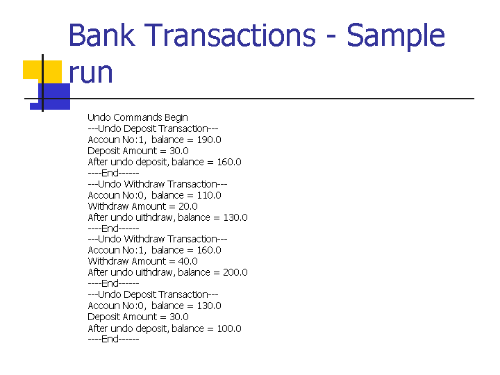 Bank Transactions - Sample
run
Undo Commands Begin
---Undo Deposit Transaction---
Accoun No:1, balance = 190.0
Deposit Amount = 30.0
After undo deposit, balance = 160.0
----End------
---Undo Withdraw Transaction---
Accoun No:0, balance = 110.0
Withdraw Amount = 20.0
After undo uithdraw, balance = 130.0
----End------
---Undo Withdraw Transaction---
Accoun No:1, balance = 160.0
Withdraw Amount = 40.0
After undo uithdraw, balance = 200.0
----End------
---Undo Deposit Transaction---
Accoun No:0, balance = 130.0
Deposit Amount = 30.0
After undo deposit, balance = 100.0
----End------